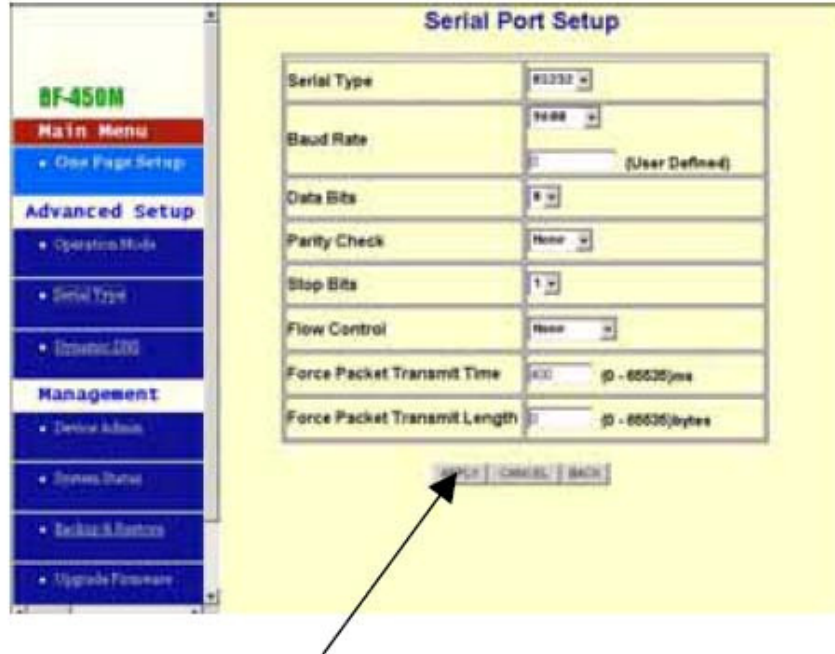 Serial Port Setup
BF-450M
Main Menu
One Page Setup
Advanced Setup
Operation Mode
Serial Type
Dynamic DNS
Management
Device Admin
System Status
Backup & Restore
Upgrade Firmware
Serial Type RS232
Baud Rate 9600
0 (User Defined)
Data Bits 8
Parity Check None
Stop Bits 1
Flow Control None
Force Packet Transmit Time 400 (0 - 65535)ms
Force Packet Transmit Length 0 (0 - 65535)bytes
APPLY CANCEL BACK